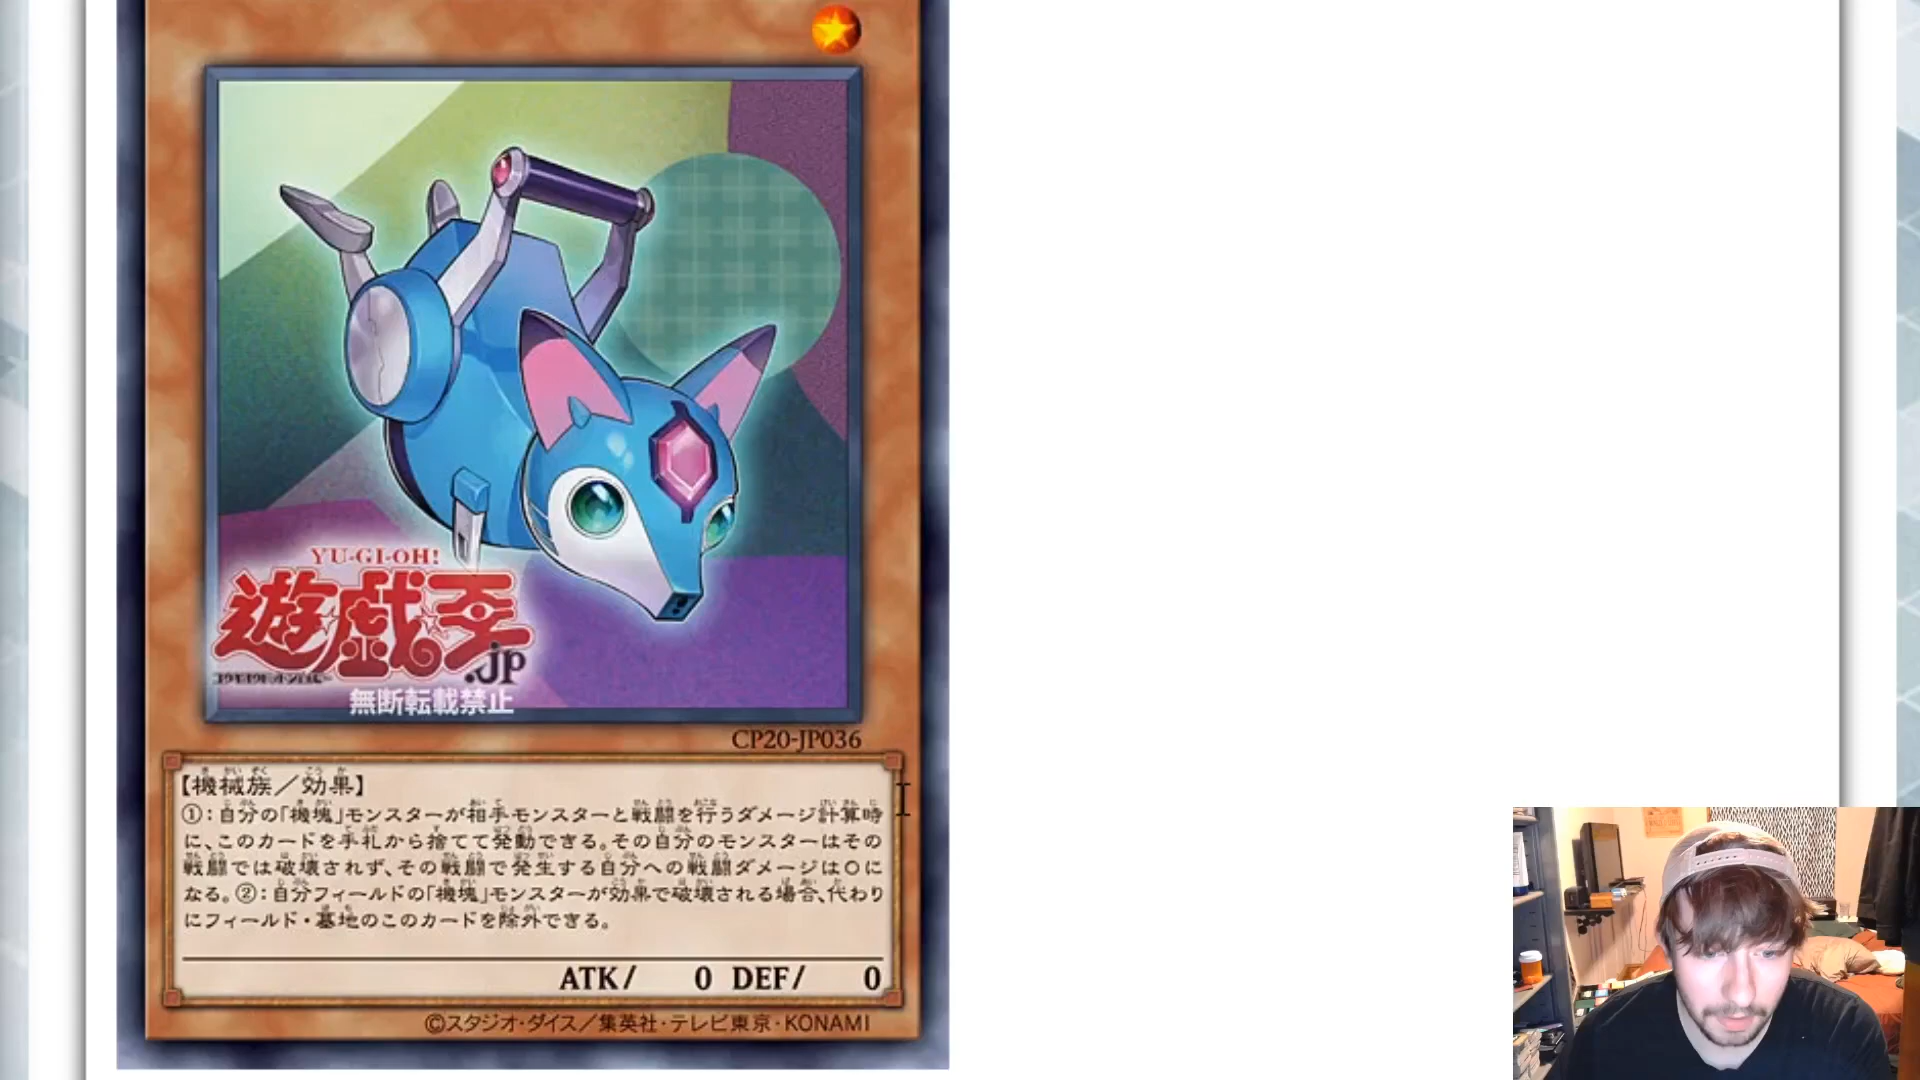 YU-GI-OH!
遊戯王.jp
無断転載禁止
CP20-JP036
【機械族／効果】
①：自分の「機塊」モンスターが相手モンスターと戦闘を行うダメージ計算時
に、このカードを手札から捨てて発動できる。その自分のモンスターはその
戦闘では破壊されず、その戦闘で発生する自分への戦闘ダメージは０に
なる。②：自分フィールドの「機塊」モンスターが効果で破壊される場合、代わり
にフィールド・墓地のこのカードを除外できる。
ATK/ 0 DEF/ 0
©スタジオ・ダイス／集英社・テレビ東京・KONAMI